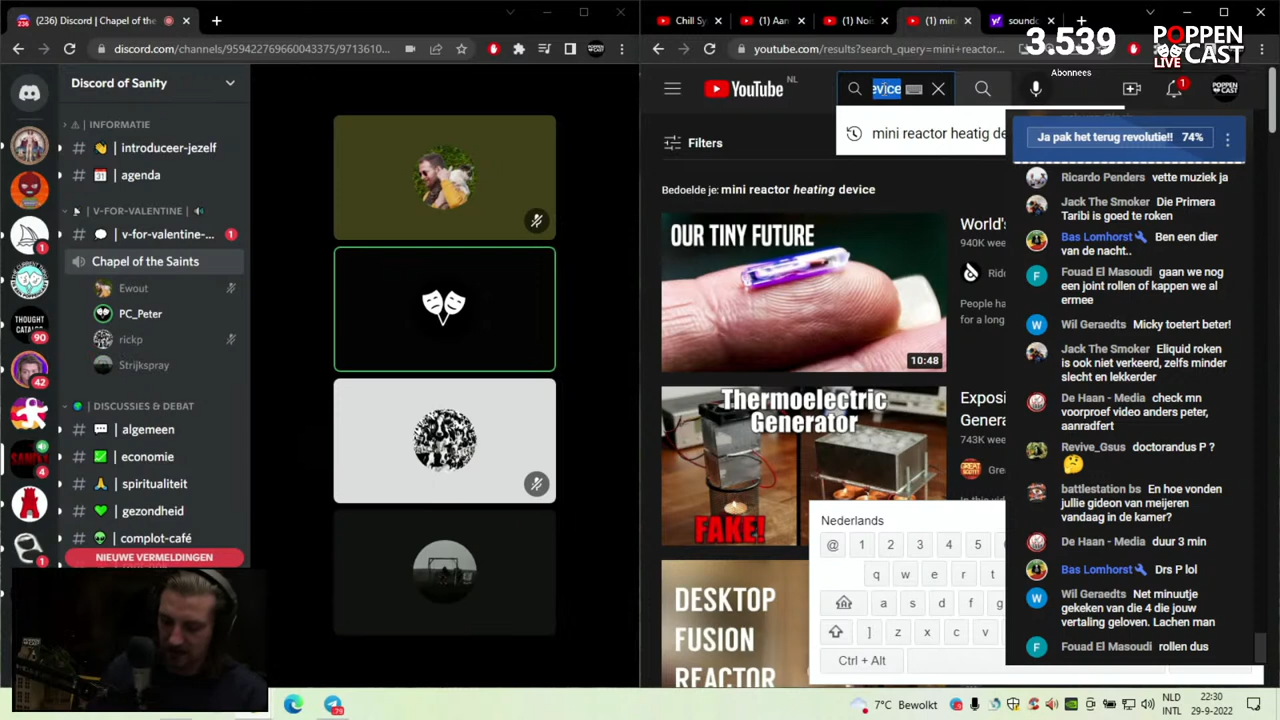 (236) Discord | Chapel of the
Chill Sy
(1) Aan
(1) Nois
(1) mini
sounde
discord.com/channels/959422769660043375/9713610...
youtube.com/results?search_query=mini+reactor...
3.539
Abonnees
POPPEN
LIVE CAST
Discord of Sanity
INFORMATIE
introduceer-jezelf
agenda
V-FOR-VALENTINE
v-for-valentine-...
1
Chapel of the Saints
Ewout
PC_Peter
rickp
Strijkspray
DISCUSSIES & DEBAT
algemeen
economie
spiritualiteit
gezondheid
complot-café
NIEUWE VERMELDINGEN
THOUGHT
CATALOG
90
42
4
YouTube
NL
evice
mini reactor heatig de
Filters
Bedoelde je: mini reactor heating device
OUR TINY FUTURE
10:48
World's
940K wee
Ride
People ha
for a long
Thermoelectric
Generator
FAKE!
Exposi
Genera
743K wee
Gre
DESKTOP
FUSION
REACTOR
Nederlands
@ 1 2 3 4 5
q w e r t
a s d f g
] z x c v
Ctrl + Alt
Ja pak het terug revolutie!! 74%
Ricardo Penders vette muziek ja
Jack The Smoker Die Primera
Taribi is goed te roken
Bas Lomhorst Ben een dier
van de nacht..
Fouad El Masoudi gaan we nog
een joint rollen of kappen we al
ermee
Wil Geraedts Micky toetert beter!
Jack The Smoker Eliquid roken
is ook niet verkeerd, zelfs minder
slecht en lekkerder
De Haan - Media check mn
voorproef video anders peter,
aanradfert
Revive_Gsus doctorandus P ?
battlestation bs En hoe vonden
jullie gideon van meijeren
vandaag in de kamer?
De Haan - Media duur 3 min
Bas Lomhorst Drs P lol
Wil Geraedts Net minuutje
gekeken van die 4 die jouw
vertaling geloven. Lachen man
Fouad El Masoudi rollen dus
7°C Bewolkt
NLD
INTL
22:30
29-9-2022